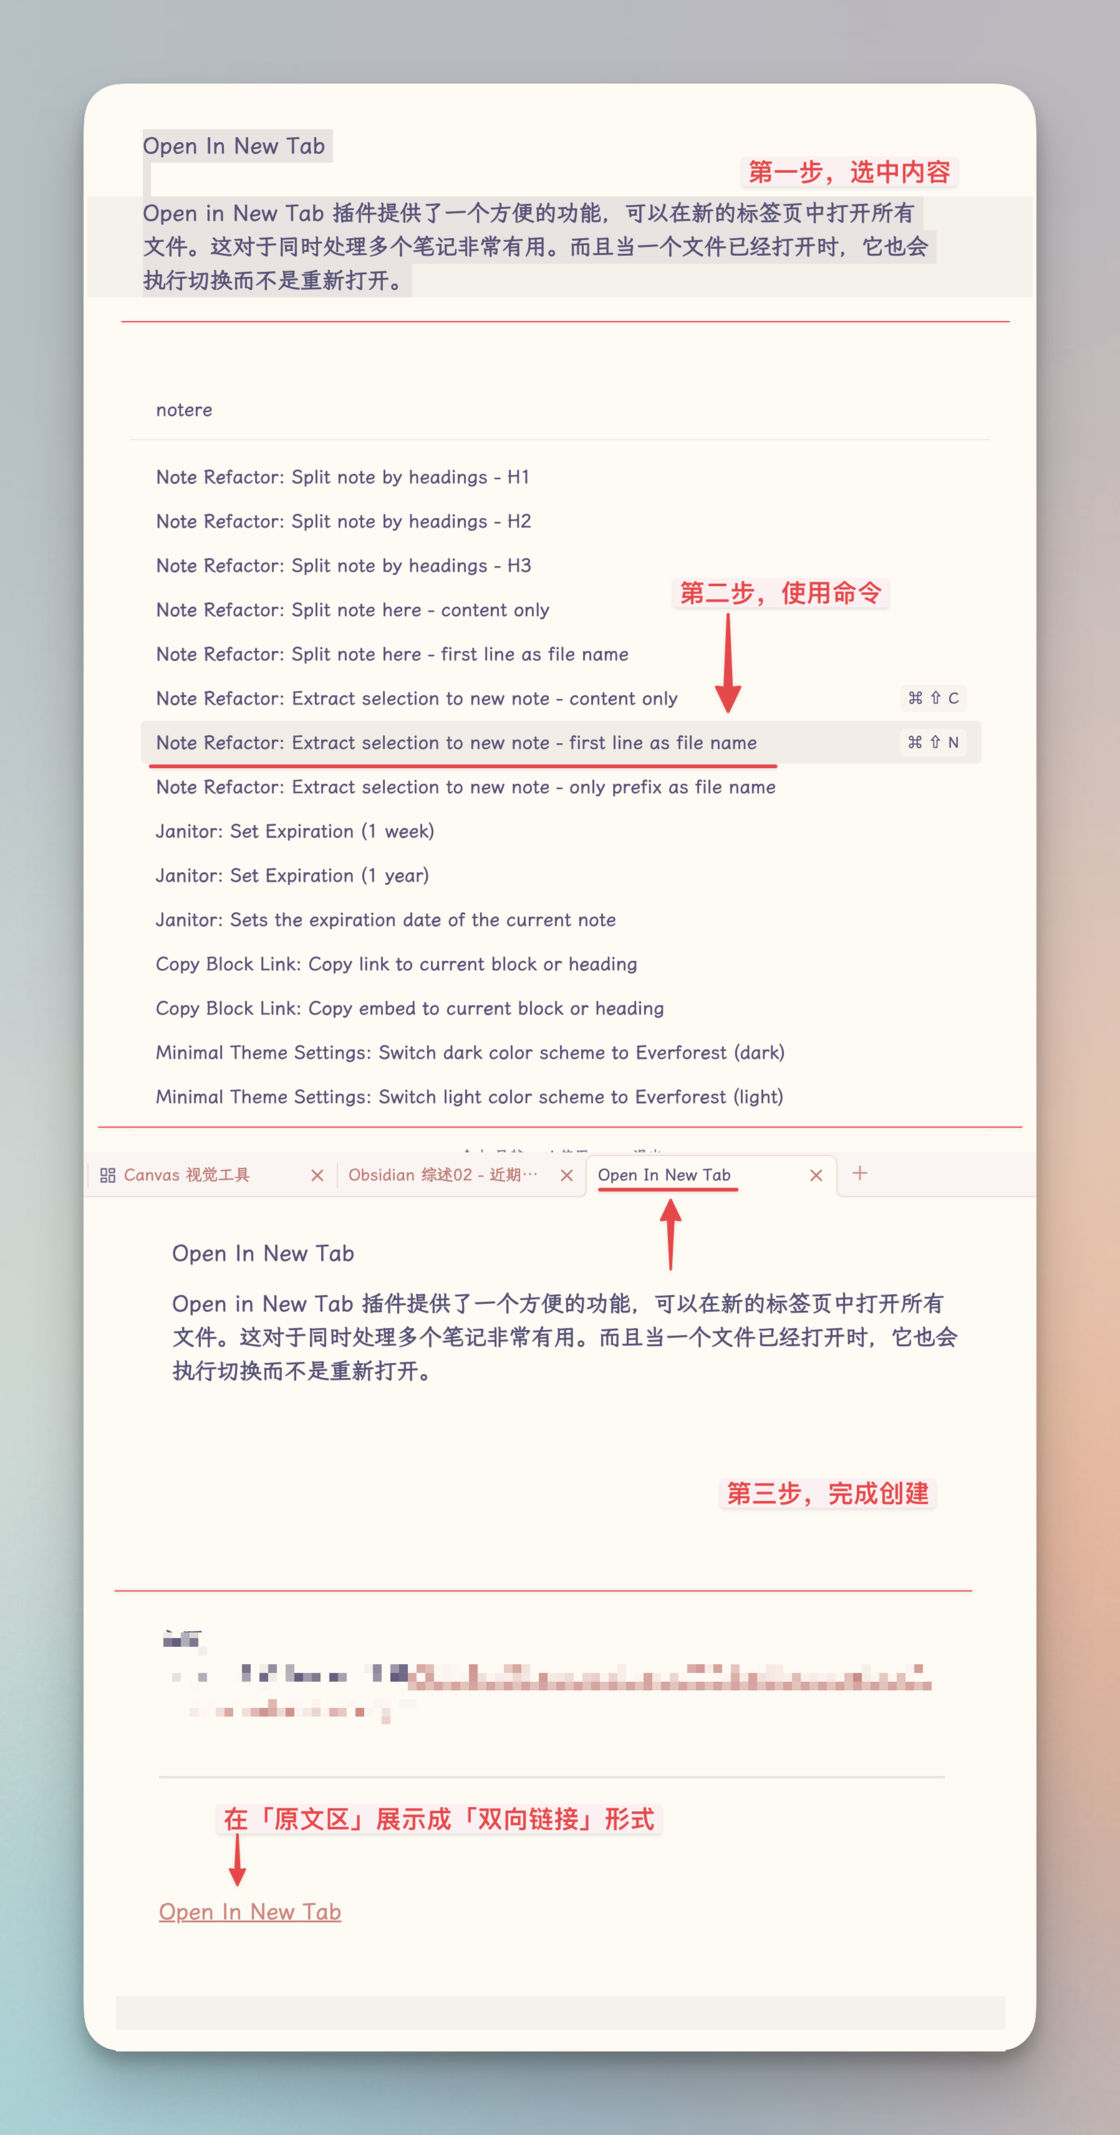 Open In New Tab
第一步，选中内容
Open in New Tab 插件提供了一个方便的功能，可以在新的标签页中打开所有
文件。这对于同时处理多个笔记非常有用。而且当一个文件已经打开时，它也会
执行切换而不是重新打开。
notere
Note Refactor: Split note by headings - H1
Note Refactor: Split note by headings - H2
Note Refactor: Split note by headings - H3
第二步，使用命令
Note Refactor: Split note here - content only
Note Refactor: Split note here - first line as file name
Note Refactor: Extract selection to new note - content only ⌘ ⇧ C
Note Refactor: Extract selection to new note - first line as file name ⌘ ⇧ N
Note Refactor: Extract selection to new note - only prefix as file name
Janitor: Set Expiration (1 week)
Janitor: Set Expiration (1 year)
Janitor: Sets the expiration date of the current note
Copy Block Link: Copy link to current block or heading
Copy Block Link: Copy embed to current block or heading
Minimal Theme Settings: Switch dark color scheme to Everforest (dark)
Minimal Theme Settings: Switch light color scheme to Everforest (light)
Canvas 视觉工具
Obsidian 综述02 - 近期…
Open In New Tab
Open In New Tab
Open in New Tab 插件提供了一个方便的功能，可以在新的标签页中打开所有
文件。这对于同时处理多个笔记非常有用。而且当一个文件已经打开时，它也会
执行切换而不是重新打开。
第三步，完成创建
在「原文区」展示成「双向链接」形式
Open In New Tab